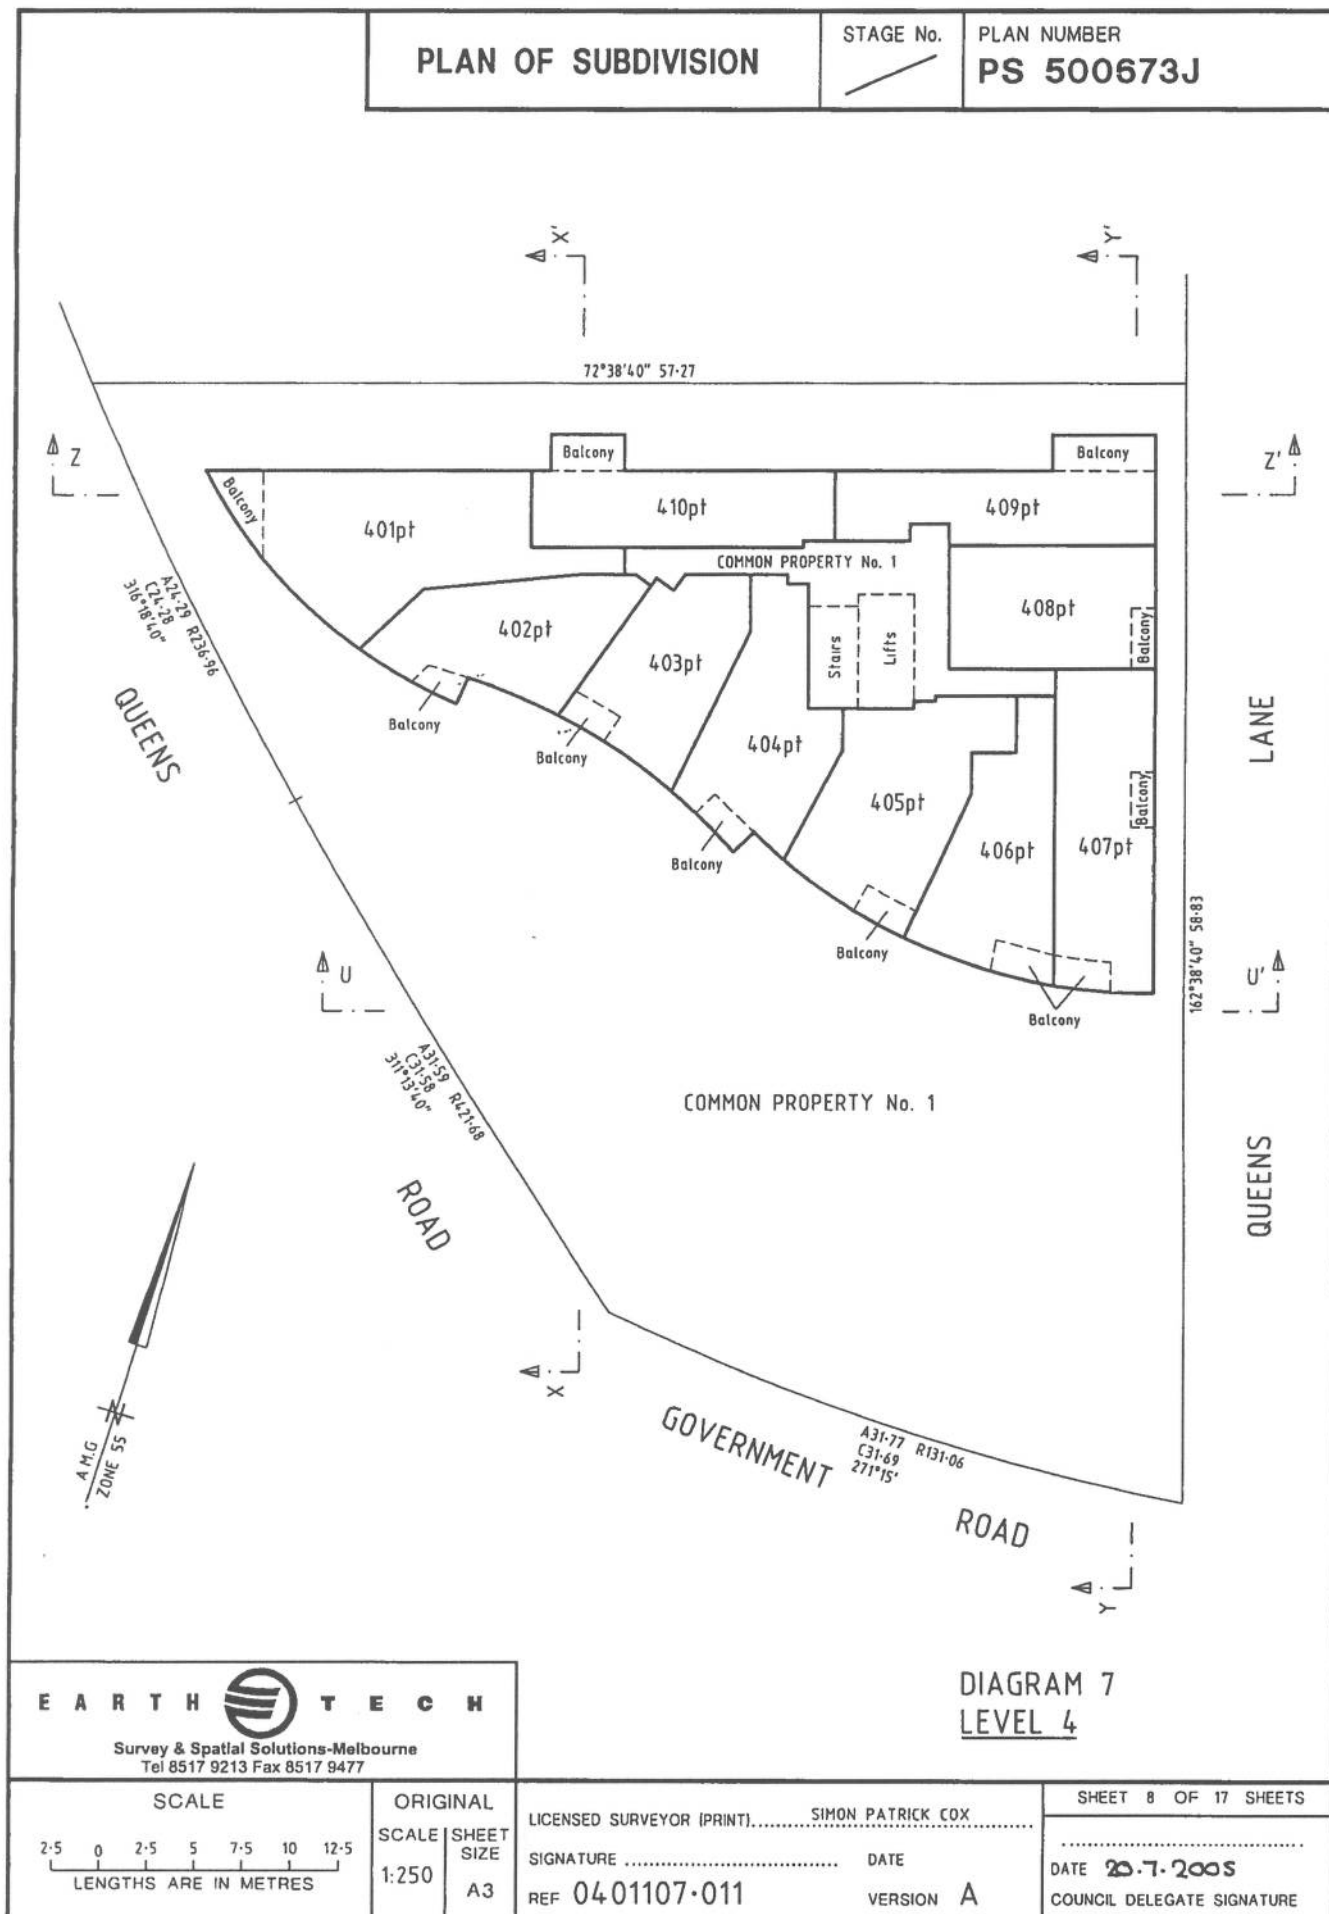 PLAN OF SUBDIVISION
STAGE No.
PLAN NUMBER
PS 500673J
X'
Y'
72°38'40" 57·27
Z
Z'
Balcony
Balcony
Balcony
401pt
410pt
409pt
COMMON PROPERTY No. 1
408pt
Balcony
402pt
403pt
Stairs
Lifts
A24·29 R236·96
C24·28
316°18'40"
QUEENS
Balcony
Balcony
404pt
LANE
405pt
Balcony
406pt
407pt
Balcony
Balcony
Balcony
162°38'40" 58·83
U
U'
A31·59 R421·68
C31·58
311°13'40"
COMMON PROPERTY No. 1
ROAD
QUEENS
X
GOVERNMENT
A31·77 R131·06
C31·69
271°15'
ROAD
A.M.G
ZONE 55
Y
EARTH TECH
Survey & Spatial Solutions-Melbourne
Tel 8517 9213 Fax 8517 9477
DIAGRAM 7
LEVEL 4
SCALE
2·5 0 2·5 5 7·5 10 12·5
LENGTHS ARE IN METRES
ORIGINAL
SCALE
1:250
SHEET
SIZE
A3
LICENSED SURVEYOR (PRINT) SIMON PATRICK COX
SIGNATURE DATE
REF 0401107·011 VERSION A
SHEET 8 OF 17 SHEETS
DATE 20·7·2005
COUNCIL DELEGATE SIGNATURE